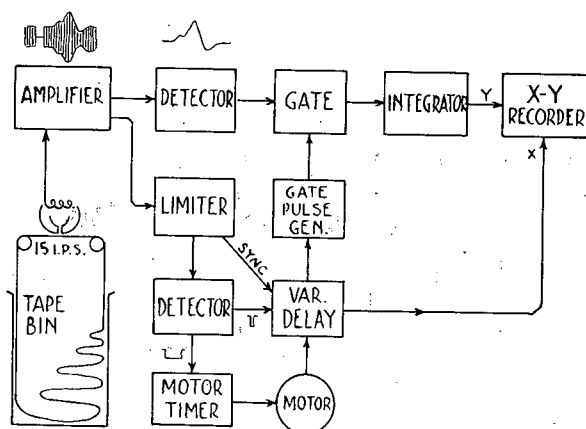 AMPLIFIER
DETECTOR
GATE
INTEGRATOR
Y
X-Y
RECORDER
X
15 I.P.S.
TAPE
BIN
LIMITER
GATE
PULSE
GEN.
SYNC
DETECTOR
VAR.
DELAY
MOTOR
TIMER
MOTOR